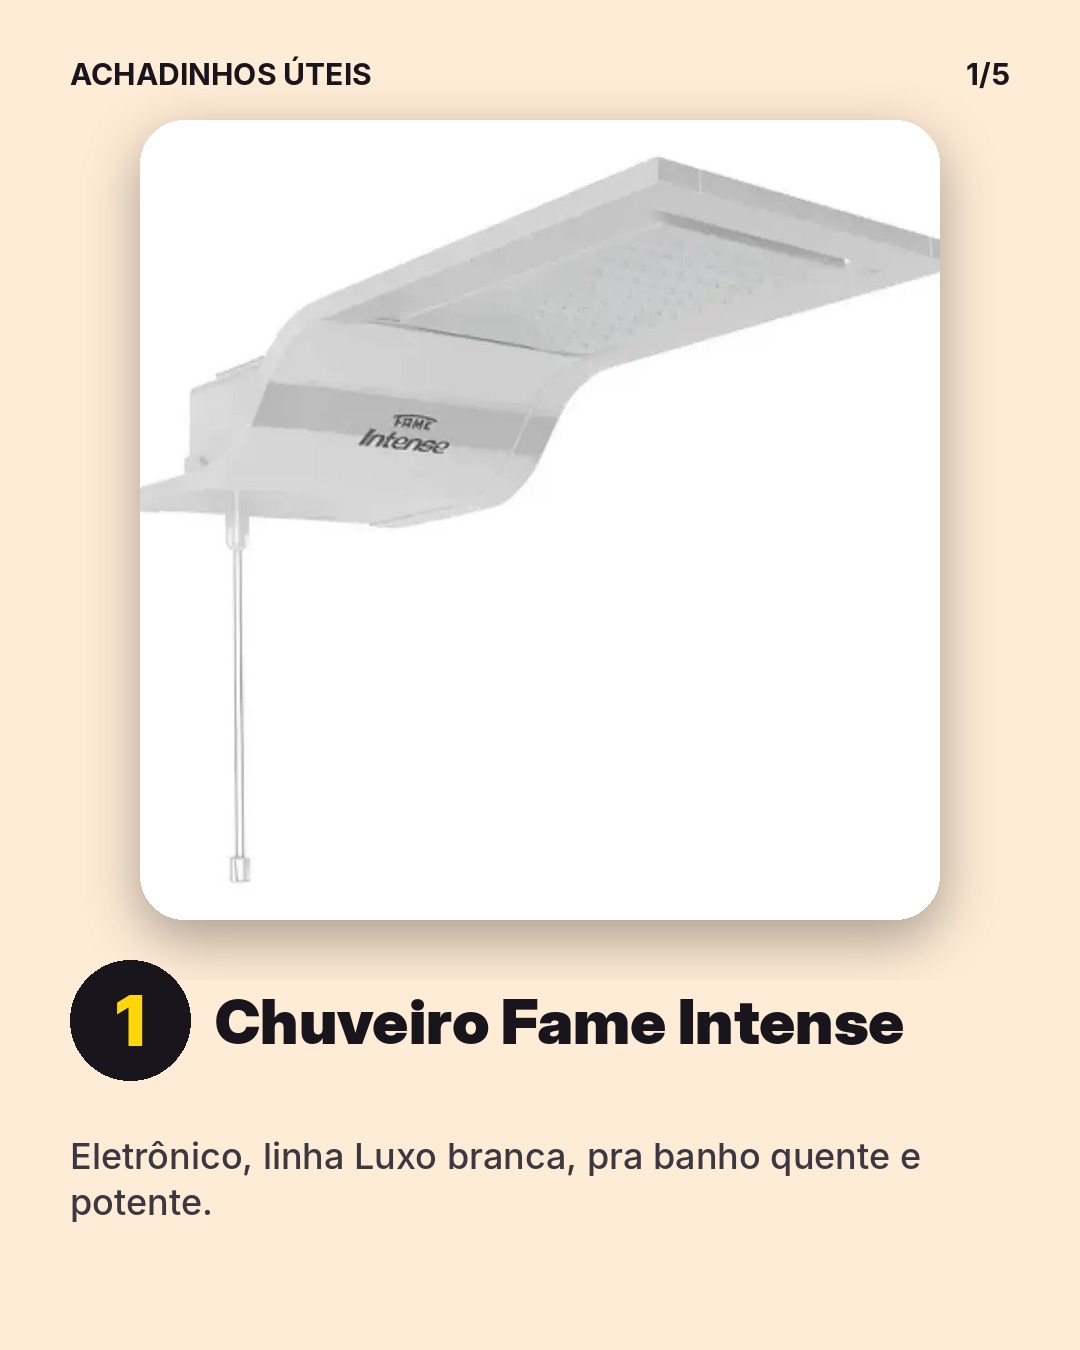 ACHADINHOS ÚTEIS
1/5
FAME
Intense
1
Chuveiro Fame Intense
Eletrônico, linha Luxo branca, pra banho quente e
potente.